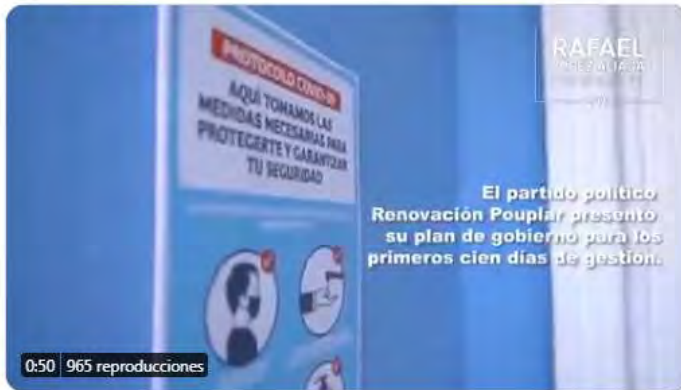 RAFAEL
PROTOCOLO COVID-19
AQUÍ TOMAMOS LAS
MEDIDAS NECESARIAS PARA
PROTEGERTE Y GARANTIZAR
TU SEGURIDAD
El partido político
Renovación Pouplar presentó
su plan de gobierno para los
primeros cien días de gestión.
0:50 965 reproducciones